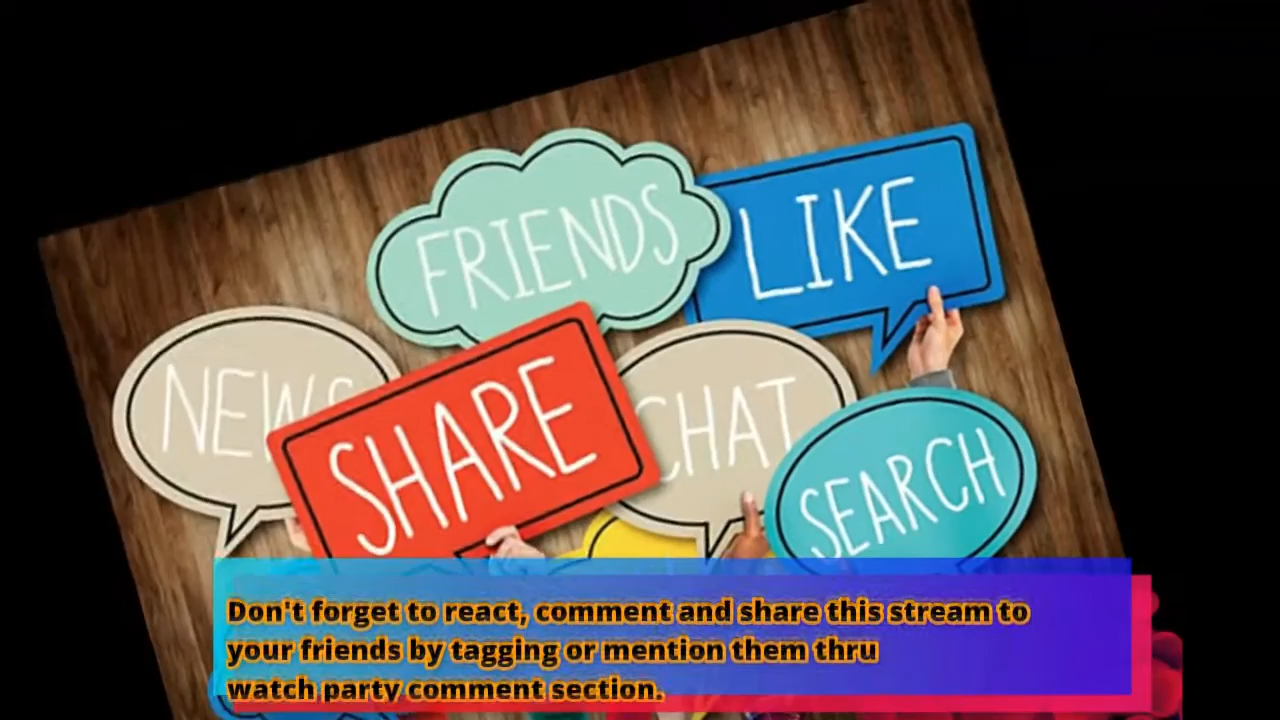 FRIENDS
LIKE
NEWS
SHARE
CHAT
SEARCH
Don't forget to react, comment and share this stream to
your friends by tagging or mention them thru
watch party comment section.